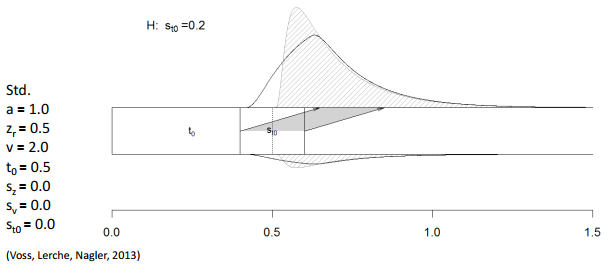 H: st0 =0.2
Std.
a = 1.0
zr = 0.5
v = 2.0
t0 = 0.5
sz = 0.0
sv = 0.0
st0 = 0.0
t0
st0
0.0 0.5 1.0 1.5
(Voss, Lerche, Nagler, 2013)